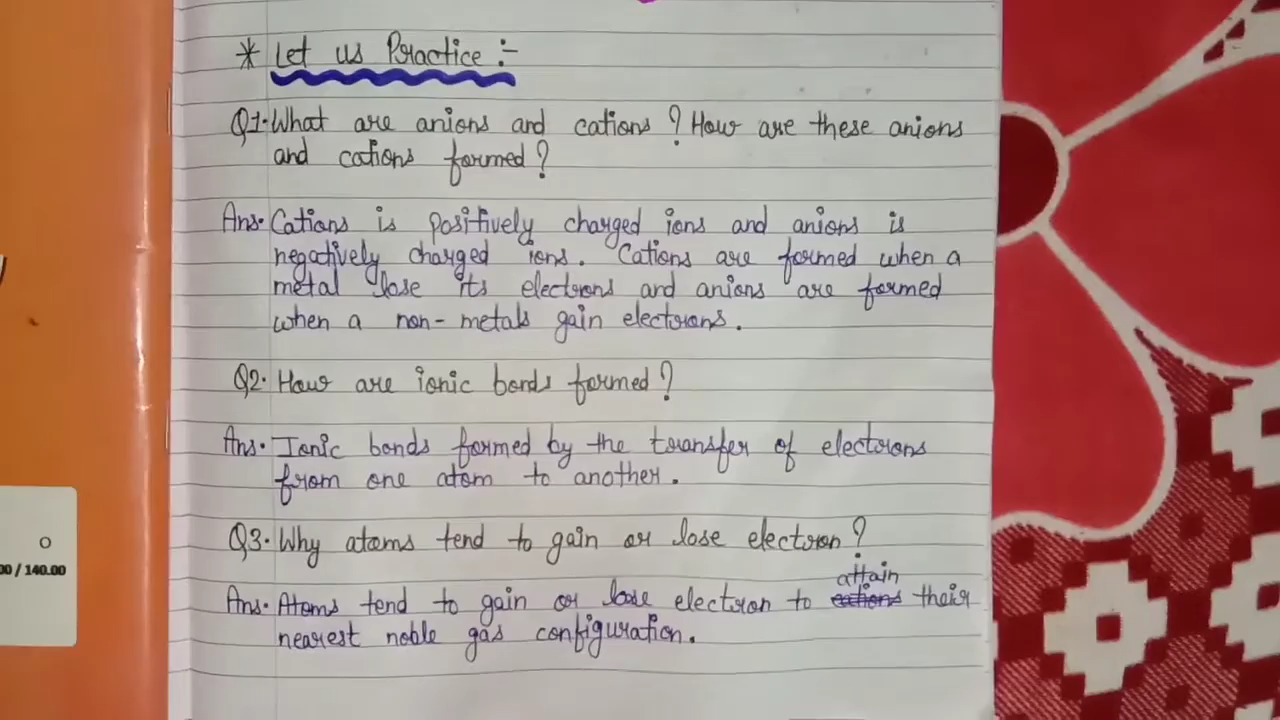 * Let us Practice :-
Q1. What are anions and cations ? How are these anions
and cations formed ?
Ans. Cations is positively charged ions and anions is
negatively charged ions. Cations are formed when a
metal lose its electrons and anions are formed
when a non-metals gain electrons.
Q2. How are ionic bonds formed ?
Ans. Ionic bonds formed by the transfer of electrons
from one atom to another.
Q3. Why atoms tend to gain or lose electron ?
attain
Ans. Atoms tend to gain or lose electron to cations their
nearest noble gas configuration.
00 / 140.00